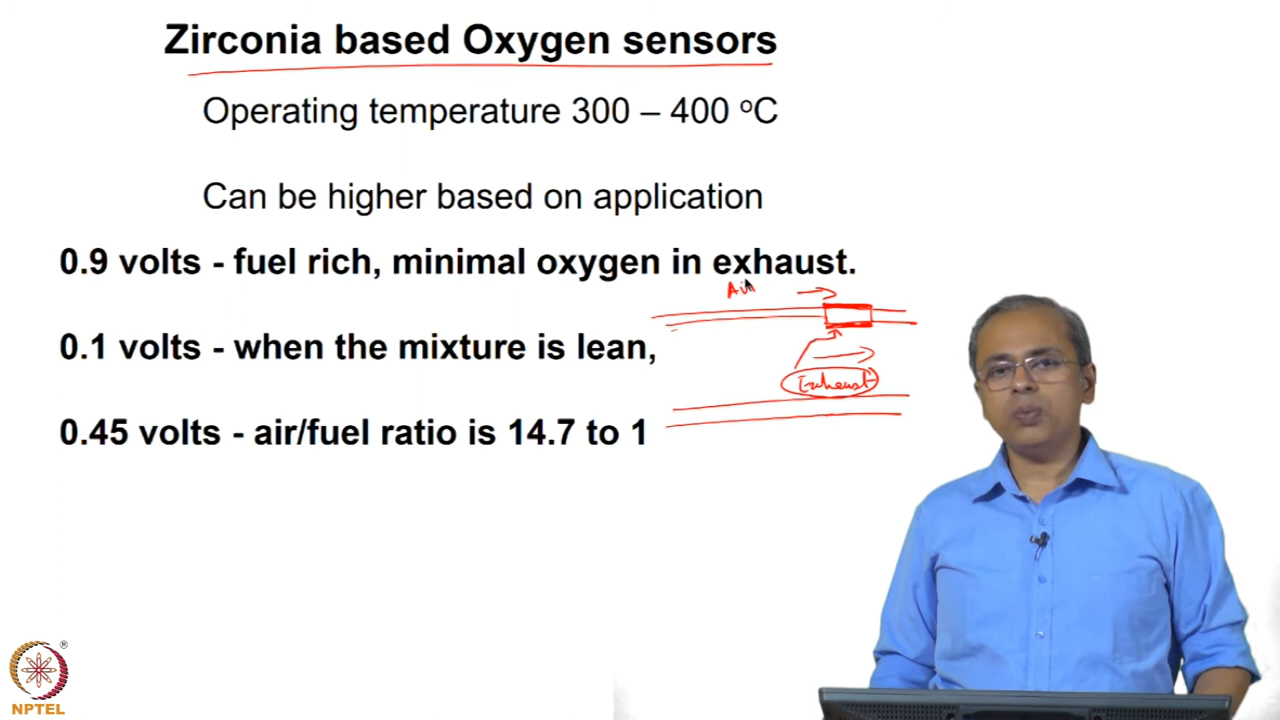 Zirconia based Oxygen sensors
Operating temperature 300 – 400 ºC
Can be higher based on application
0.9 volts - fuel rich, minimal oxygen in exhaust.
Air
0.1 volts - when the mixture is lean,
Exhaust
0.45 volts - air/fuel ratio is 14.7 to 1
®
NPTEL